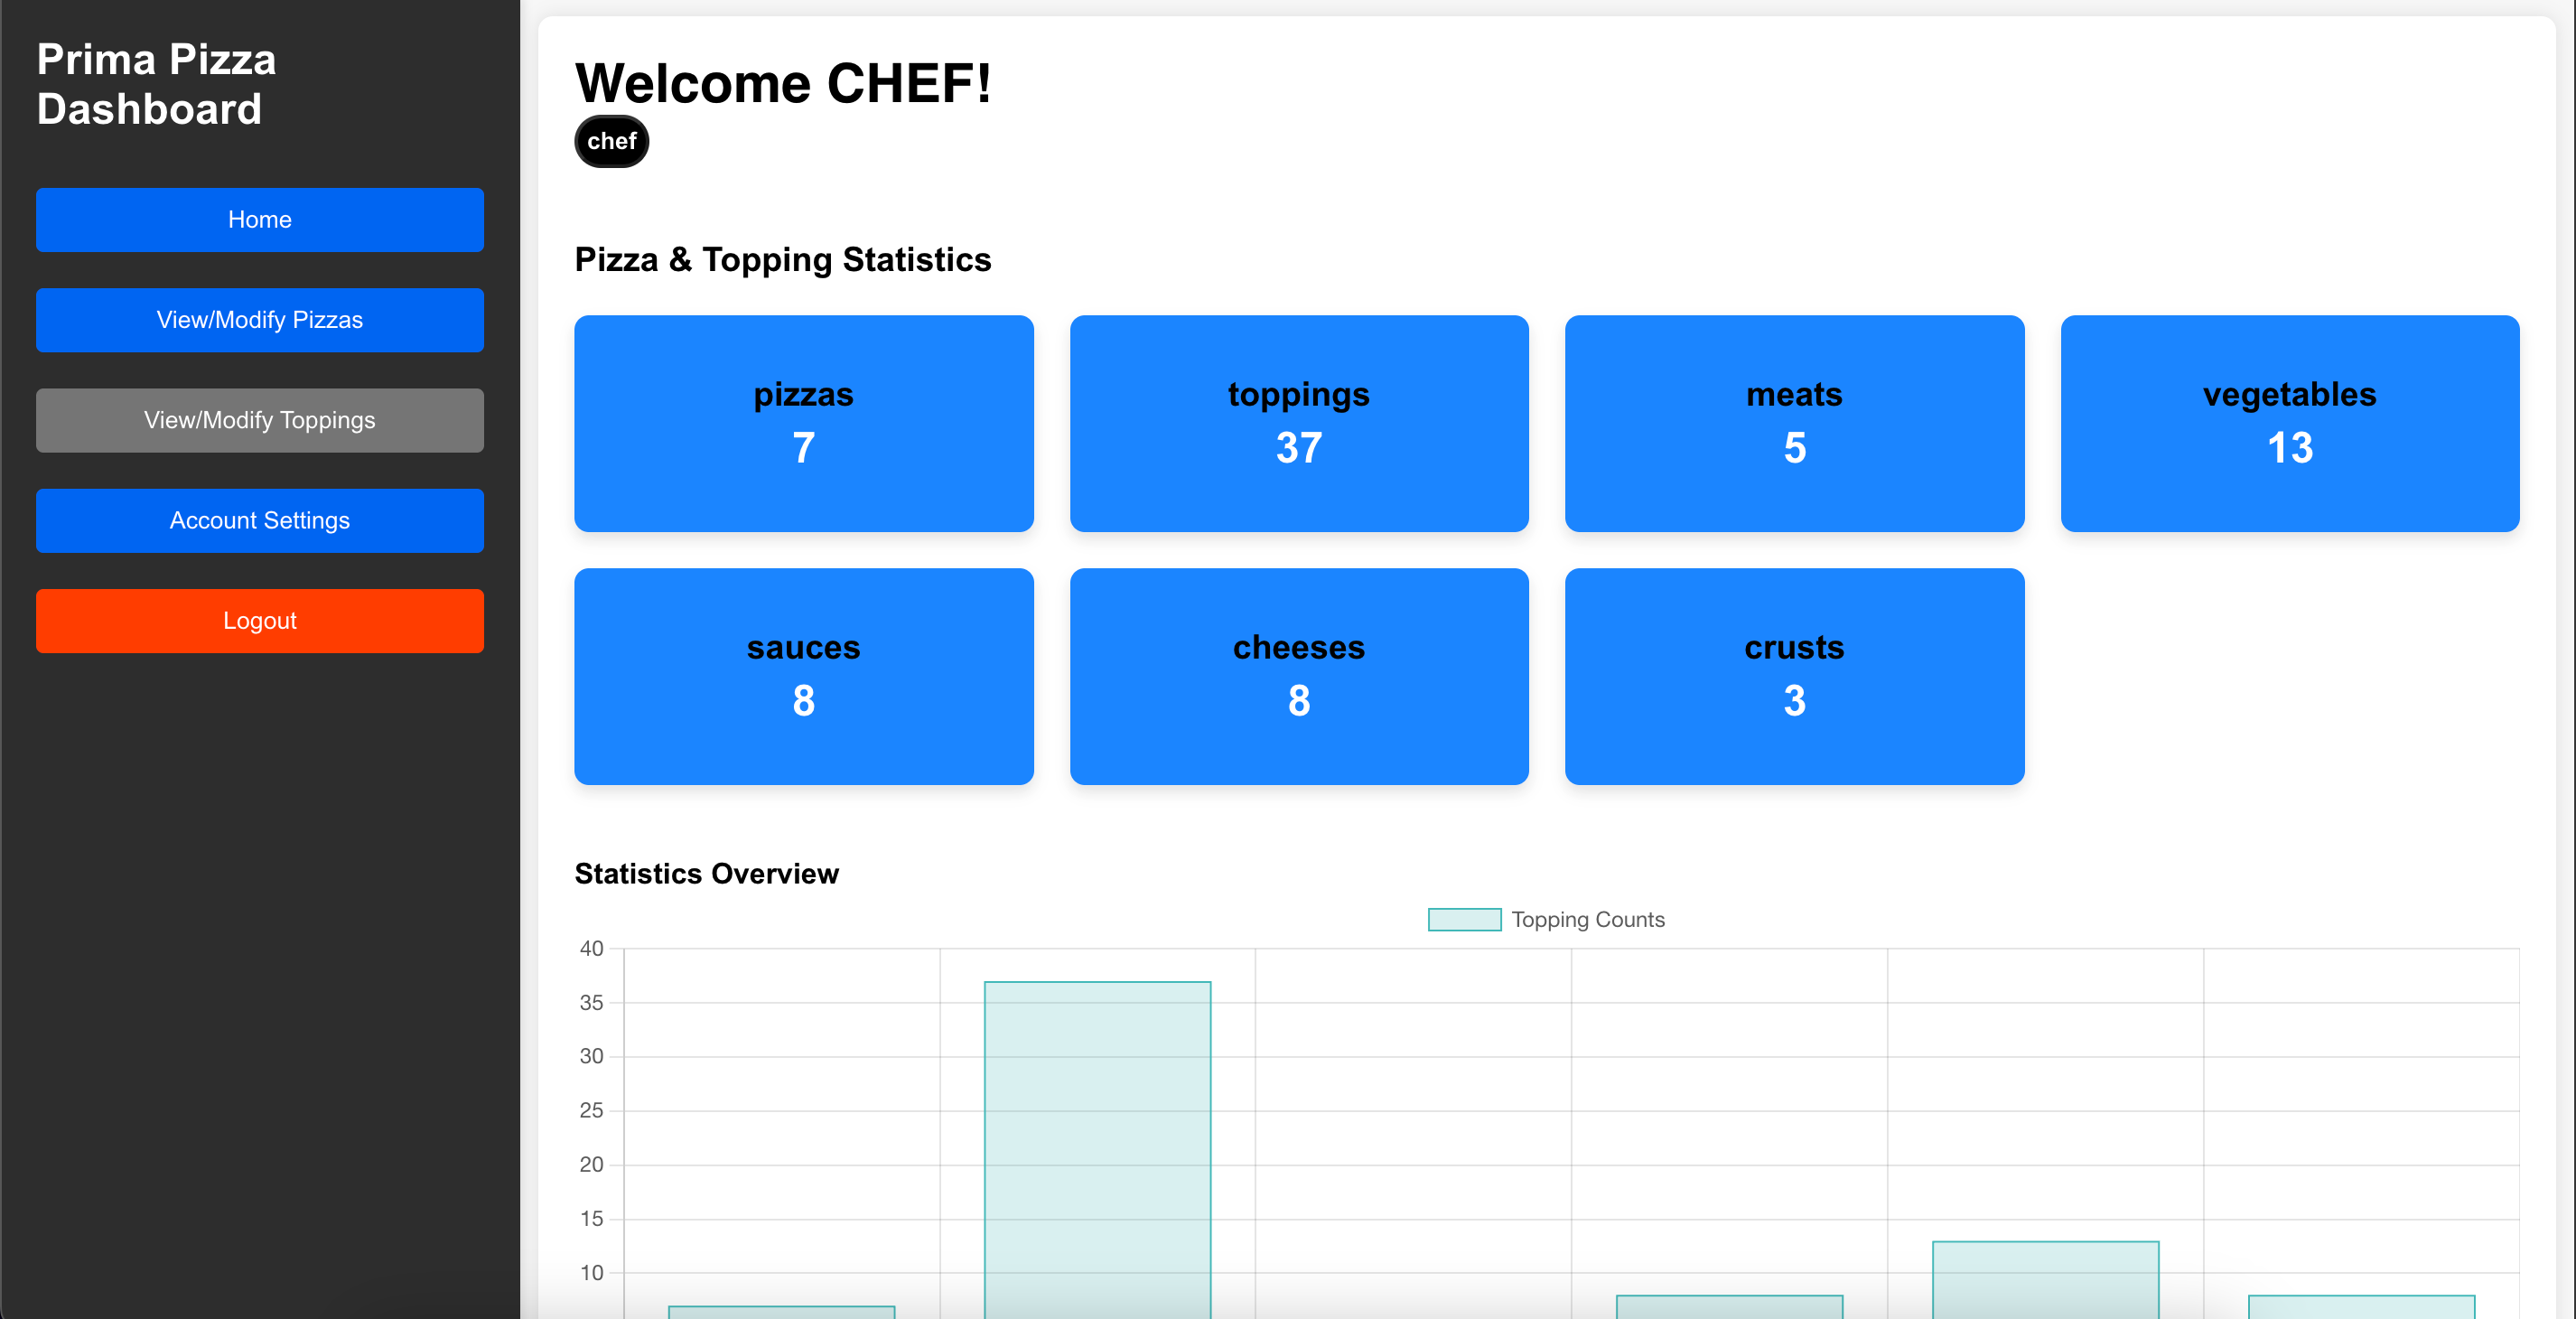 Prima Pizza
Dashboard
Home
View/Modify Pizzas
View/Modify Toppings
Account Settings
Logout
Welcome CHEF!
chef
Pizza & Topping Statistics
pizzas
7
toppings
37
meats
5
vegetables
13
sauces
8
cheeses
8
crusts
3
Statistics Overview
Topping Counts
40
35
30
25
20
15
10